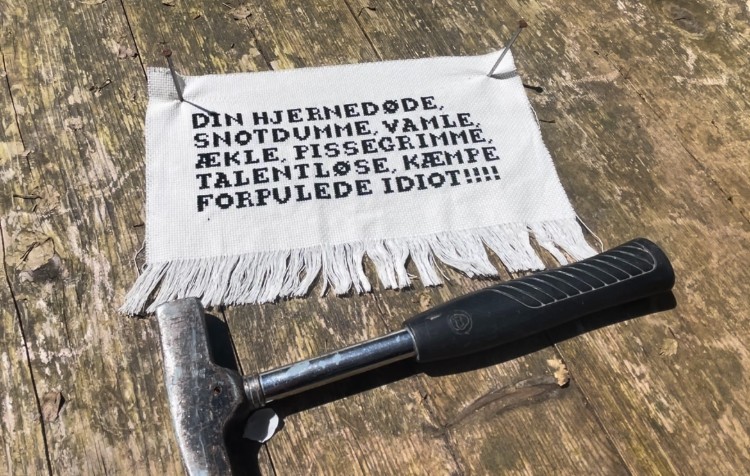 DIN HJERNEDØDE,
SNOTDUMME, VAMLE,
ÆKLE, PISSEGRIMME,
TALENTLØSE, KÆMPE
FORPULEDE IDIOT!!!!